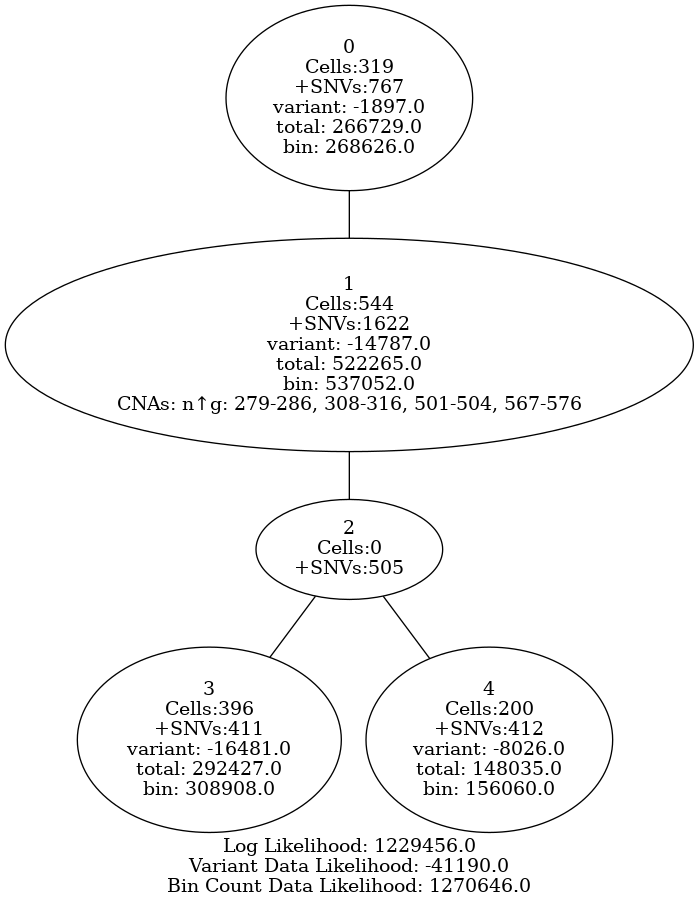 0
Cells:319
+SNVs:767
variant: -1897.0
total: 266729.0
bin: 268626.0
1
Cells:544
+SNVs:1622
variant: -14787.0
total: 522265.0
bin: 537052.0
CNAs: n↑g: 279-286, 308-316, 501-504, 567-576
2
Cells:0
+SNVs:505
3
Cells:396
+SNVs:411
variant: -16481.0
total: 292427.0
bin: 308908.0
4
Cells:200
+SNVs:412
variant: -8026.0
total: 148035.0
bin: 156060.0
Log Likelihood: 1229456.0
Variant Data Likelihood: -41190.0
Bin Count Data Likelihood: 1270646.0